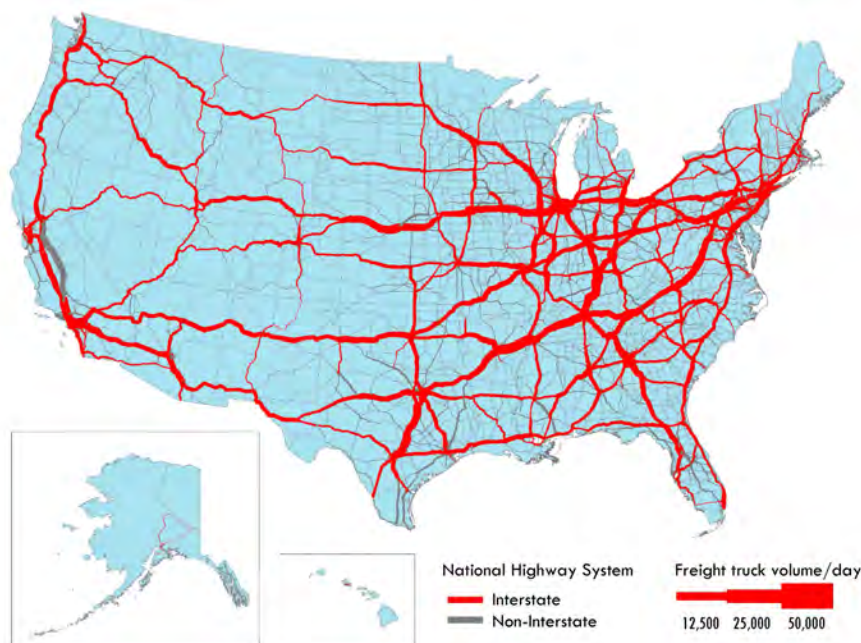 National Highway System
Interstate
Non-Interstate
Freight truck volume/day
12,500 25,000 50,000